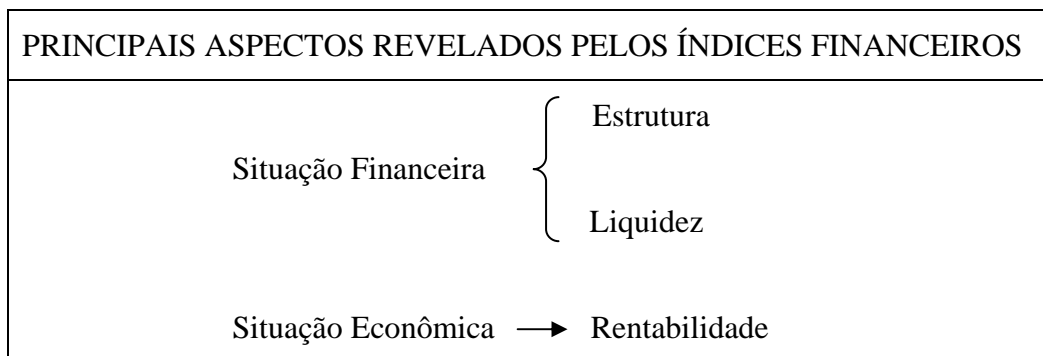 PRINCIPAIS ASPECTOS REVELADOS PELOS ÍNDICES FINANCEIROS
Estrutura
Situação Financeira
Liquidez
Situação Econômica → Rentabilidade